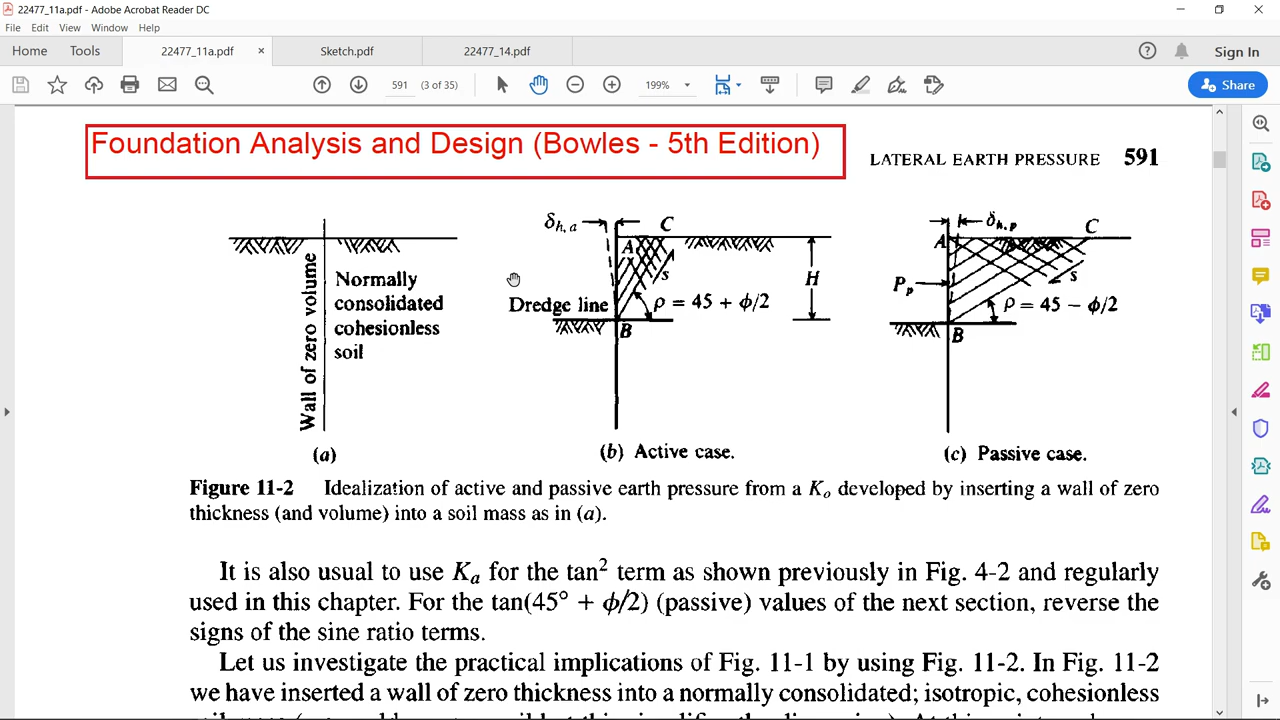 22477_11a.pdf - Adobe Acrobat Reader DC
File Edit View Window Help
Home Tools 22477_11a.pdf × Sketch.pdf 22477_14.pdf Sign In
591 (3 of 35) 199% Share
Foundation Analysis and Design (Bowles - 5th Edition)
LATERAL EARTH PRESSURE 591
Wall of zero volume
Normally
consolidated
cohesionless
soil
(a)
δh, a
C
A
s
H
Dredge line
ρ = 45 + ϕ/2
B
(b) Active case.
δh, p
C
A
s
Pp
ρ = 45 − ϕ/2
B
(c) Passive case.
Figure 11-2 Idealization of active and passive earth pressure from a Ko developed by inserting a wall of zero
thickness (and volume) into a soil mass as in (a).
It is also usual to use Ka for the tan2 term as shown previously in Fig. 4-2 and regularly
used in this chapter. For the tan(45° + ϕ/2) (passive) values of the next section, reverse the
signs of the sine ratio terms.
Let us investigate the practical implications of Fig. 11-1 by using Fig. 11-2. In Fig. 11-2
we have inserted a wall of zero thickness into a normally consolidated; isotropic, cohesionless